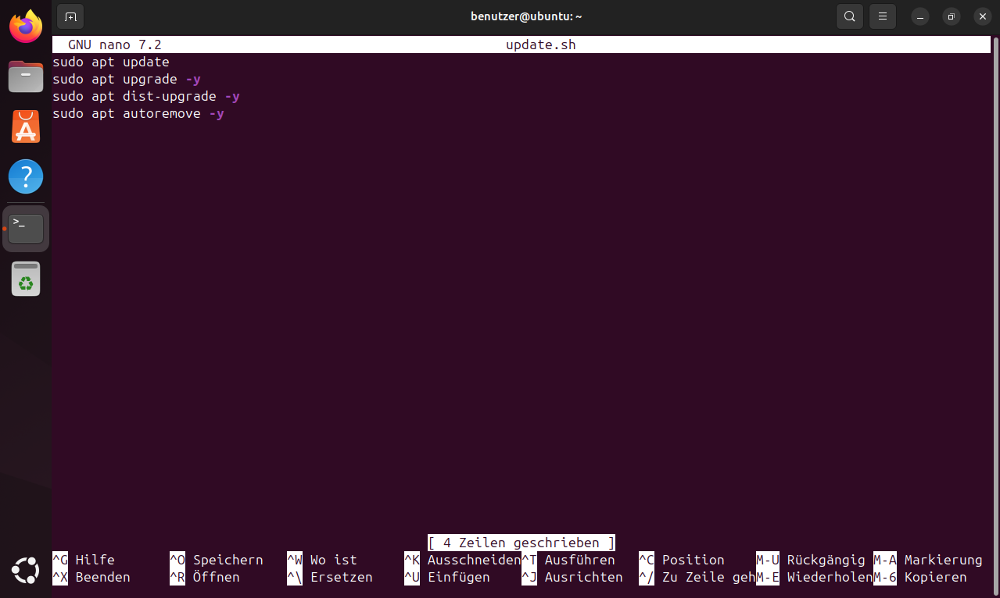 benutzer@ubuntu: ~
GNU nano 7.2 update.sh
sudo apt update
sudo apt upgrade -y
sudo apt dist-upgrade -y
sudo apt autoremove -y
[ 4 Zeilen geschrieben ]
^G Hilfe ^O Speichern ^W Wo ist ^K Ausschneiden ^T Ausführen ^C Position M-U Rückgängig M-A Markierung
^X Beenden ^R Öffnen ^\ Ersetzen ^U Einfügen ^J Ausrichten ^/ Zu Zeile geh M-E Wiederholen M-6 Kopieren